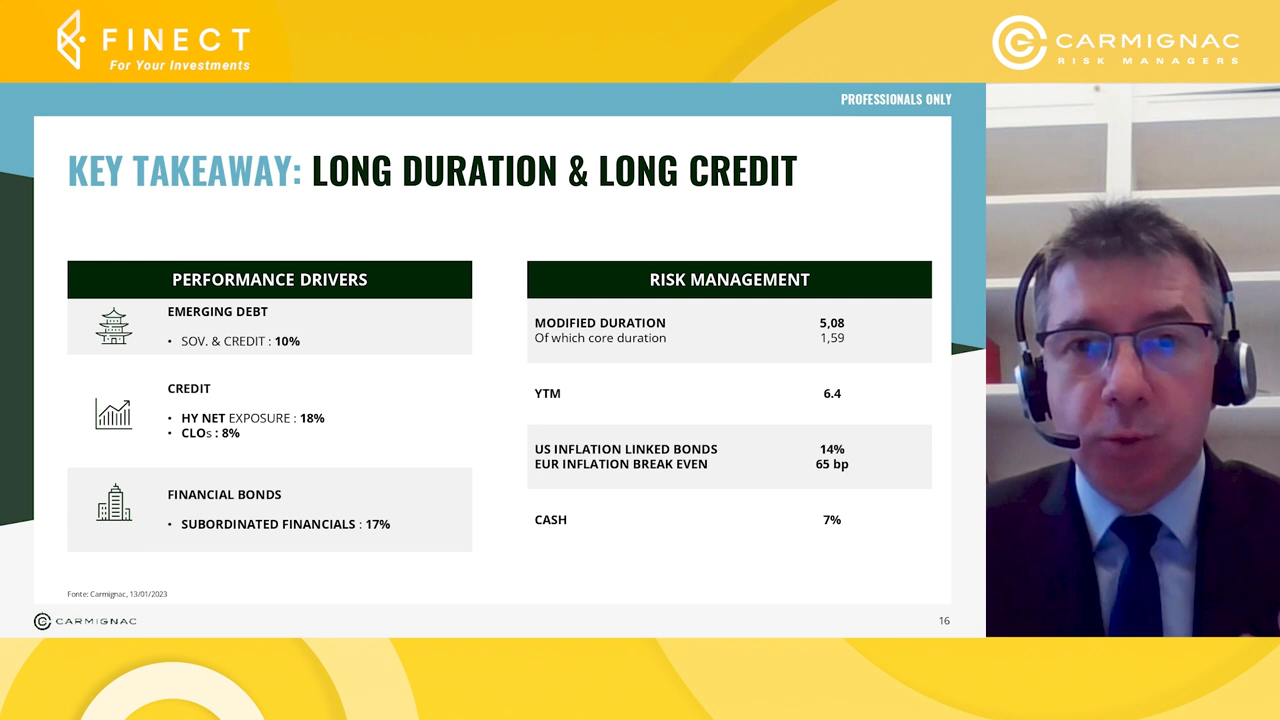 FINECT
For Your Investments
CARMIGNAC
RISK MANAGERS
PROFESSIONALS ONLY
KEY TAKEAWAY: LONG DURATION & LONG CREDIT
PERFORMANCE DRIVERS
EMERGING DEBT
• SOV. & CREDIT : 10%
CREDIT
• HY NET EXPOSURE : 18%
• CLOs : 8%
FINANCIAL BONDS
• SUBORDINATED FINANCIALS : 17%
RISK MANAGEMENT
MODIFIED DURATION 5,08
Of which core duration 1,59
YTM 6.4
US INFLATION LINKED BONDS 14%
EUR INFLATION BREAK EVEN 65 bp
CASH 7%
Fonte: Carmignac, 13/01/2023
CARMIGNAC
16